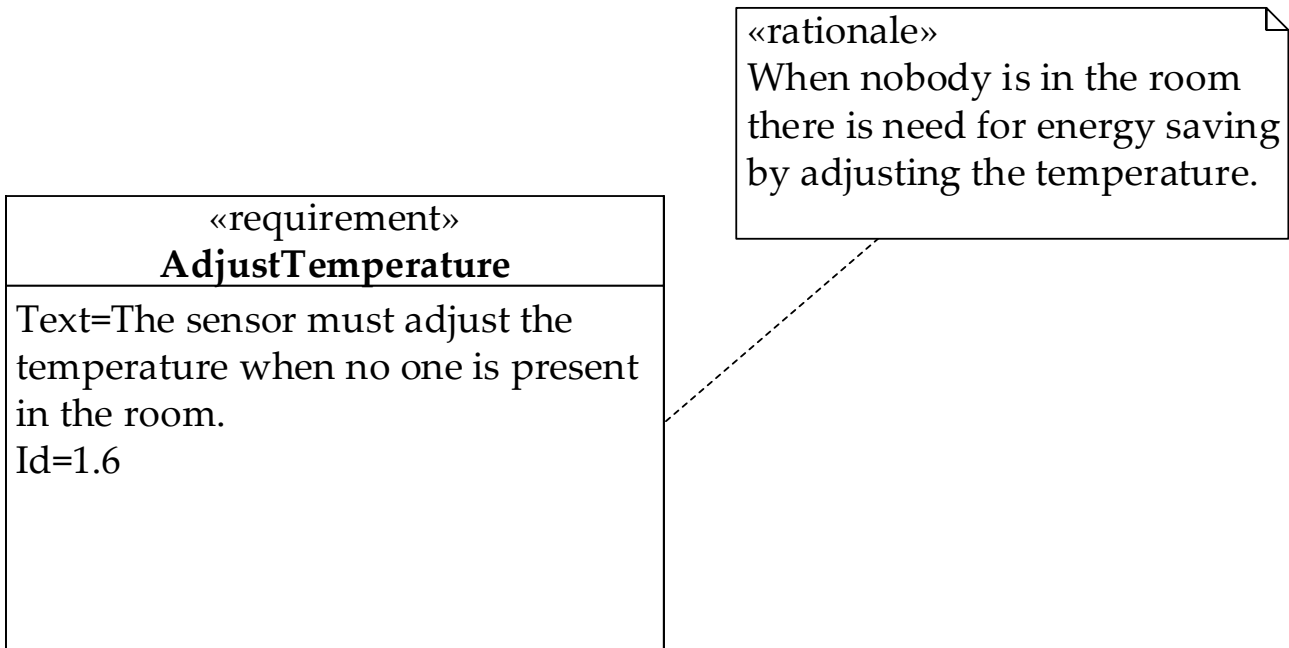 «rationale»
When nobody is in the room
there is need for energy saving
by adjusting the temperature.
«requirement»
AdjustTemperature
Text=The sensor must adjust the
temperature when no one is present
in the room.
Id=1.6